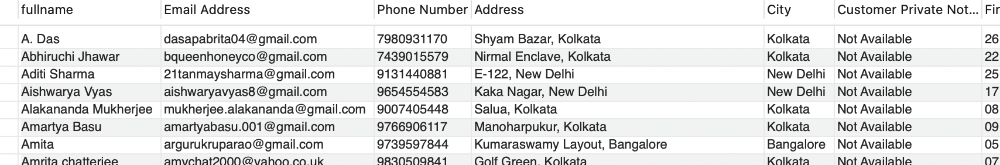 fullname Email Address Phone Number Address City Customer Private Not... Fir
A. Das dasapabrita04@gmail.com 7980931170 Shyam Bazar, Kolkata Kolkata Not Available 26
Abhiruchi Jhawar bqueenhoneyco@gmail.com 7439015579 Nirmal Enclave, Kolkata Kolkata Not Available 22
Aditi Sharma 21tanmaysharma@gmail.com 9131440881 E-122, New Delhi New Delhi Not Available 25
Aishwarya Vyas aishwaryavyas8@gmail.com 9654554583 Kaka Nagar, New Delhi New Delhi Not Available 17
Alakananda Mukherjee mukherjee.alakananda@gmail.com 9007405448 Salua, Kolkata Kolkata Not Available 08
Amartya Basu amartyabasu.001@gmail.com 9766906117 Manoharpukur, Kolkata Kolkata Not Available 09
Amita argurukruparao@gmail.com 9739597844 Kumaraswamy Layout, Bangalore Bangalore Not Available 05
Amrita chatterjee amychat2000@yahoo.co.uk 9830509841 Golf Green, Kolkata Kolkata Not Available 07